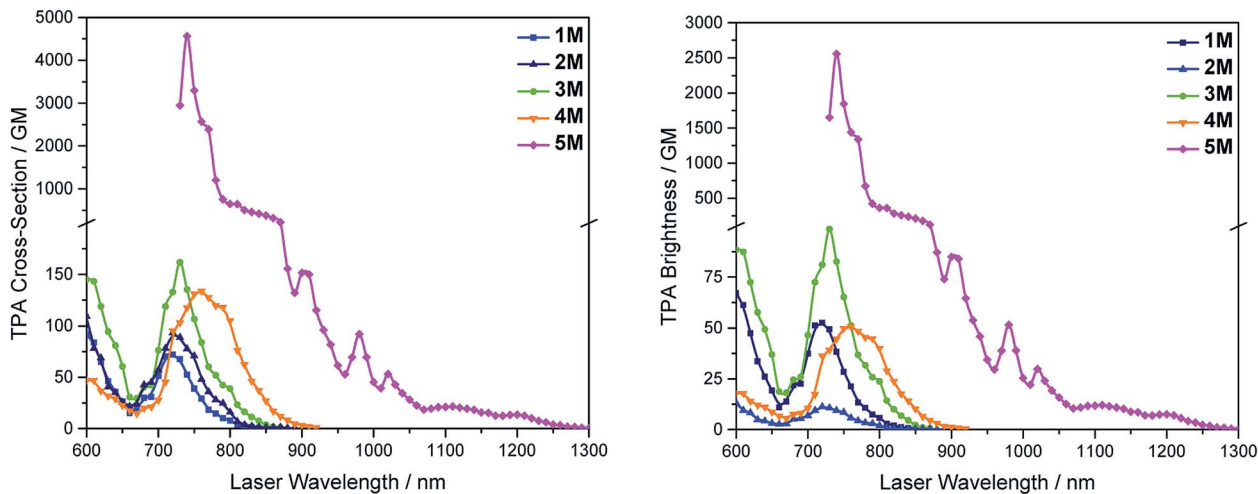 5000
4000
3000
2000
1000
150
100
50
0
TPA Cross-Section / GM
1M
2M
3M
4M
5M
600 700 800 900 1000 1100 1200 1300
Laser Wavelength / nm
3000
2500
2000
1500
1000
500
75
50
25
0
TPA Brightness / GM
1M
2M
3M
4M
5M
600 700 800 900 1000 1100 1200 1300
Laser Wavelength / nm